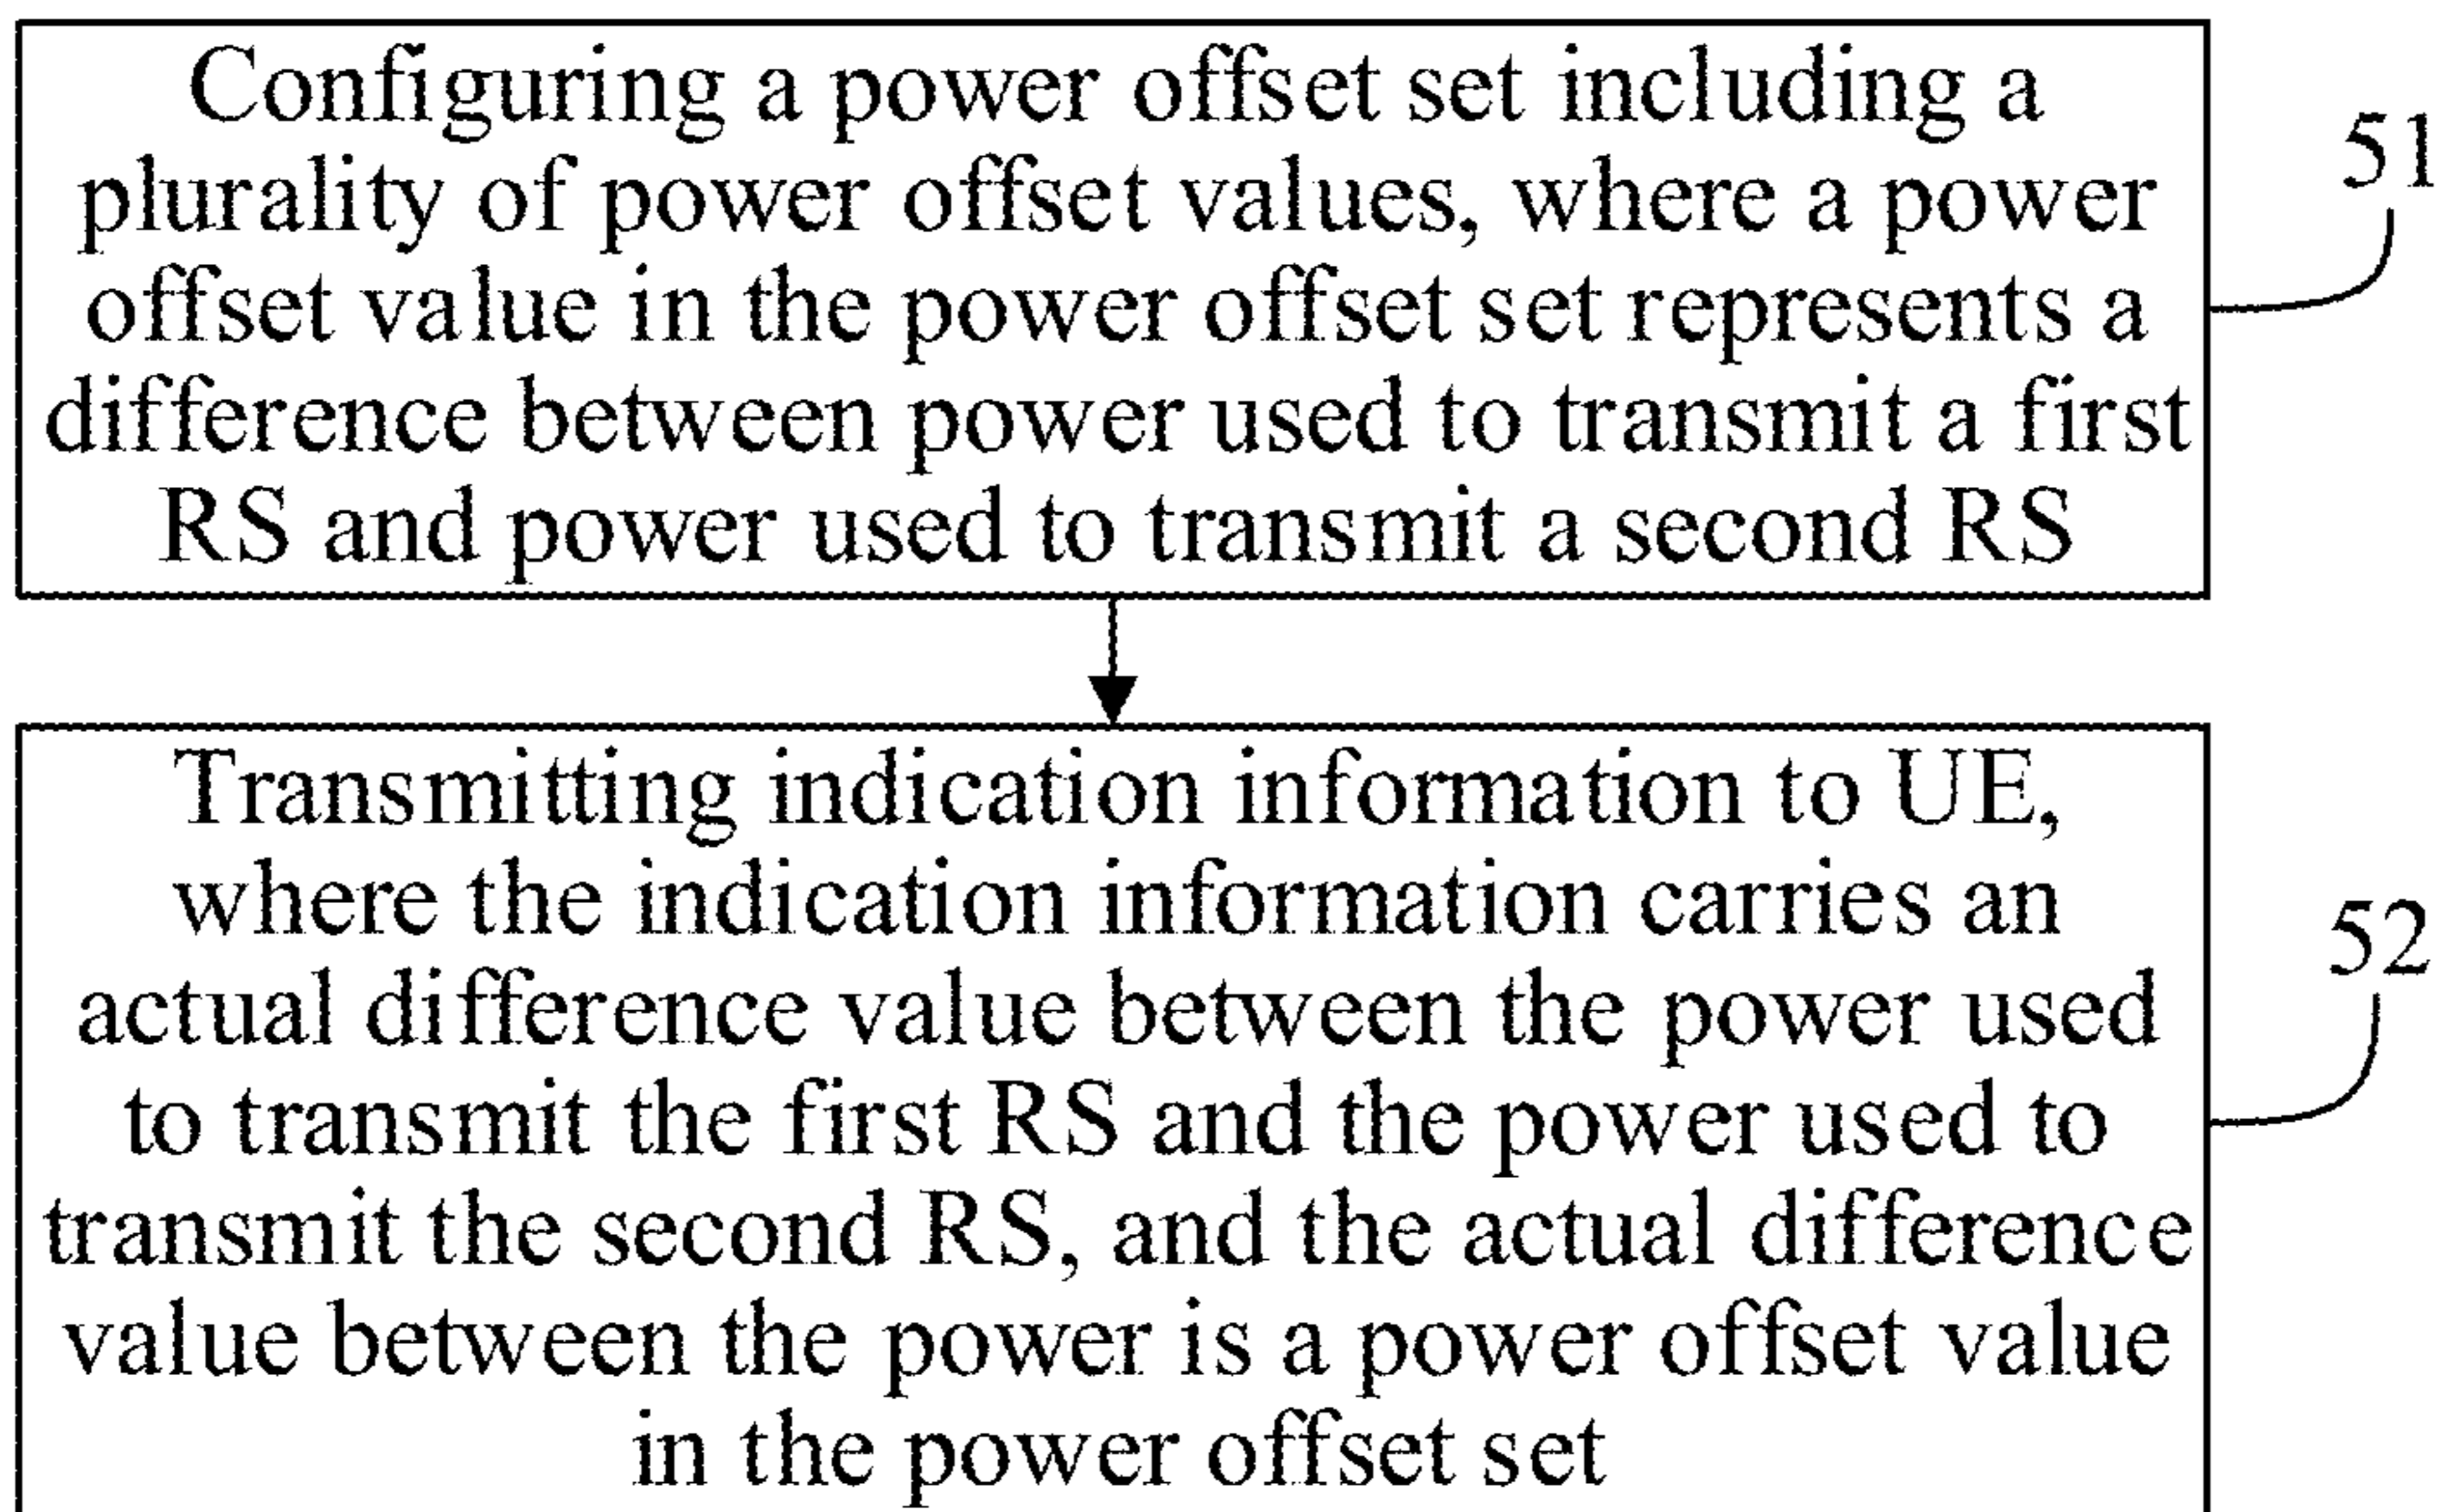 Configuring a power offset set including a
plurality of power offset values, where a power
offset value in the power offset set represents a
difference between power used to transmit a first
RS and power used to transmit a second RS
51
Transmitting indication information to UE,
where the indication information carries an
actual difference value between the power used
to transmit the first RS and the power used to
transmit the second RS, and the actual difference
value between the power is a power offset value
in the power offset set
52